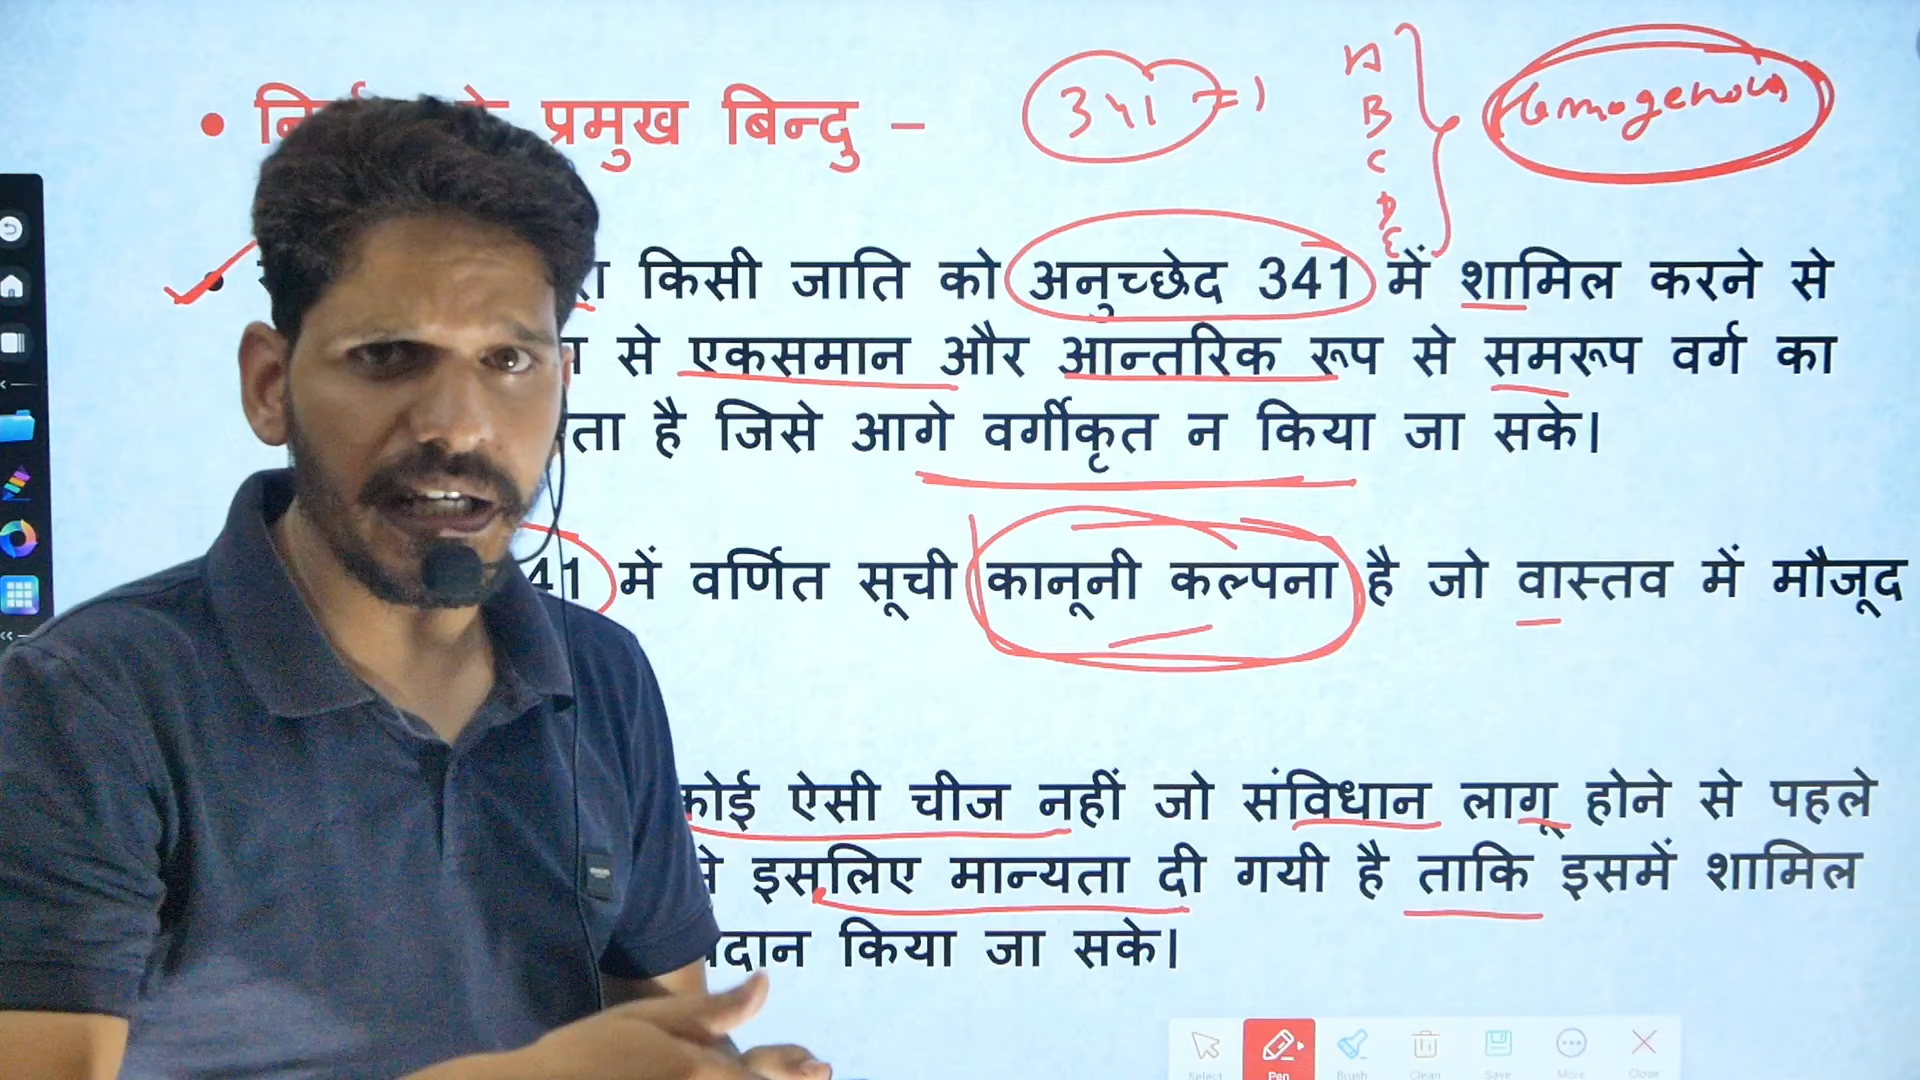 प्रमुख बिन्दु –
341 => 1
A
B
C
D
E
Homogenous
किसी जाति को अनुच्छेद 341 में शामिल करने से
से एकसमान और आन्तरिक रूप से समरूप वर्ग का
है जिसे आगे वर्गीकृत न किया जा सके।
41 में वर्णित सूची कानूनी कल्पना है जो वास्तव में मौजूद
कोई ऐसी चीज नहीं जो संविधान लागू होने से पहले
इसलिए मान्यता दी गयी है ताकि इसमें शामिल
किया जा सके।
Select Pen Brush Clean Save More Close